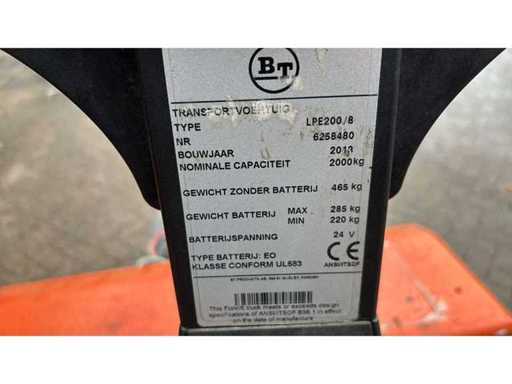 BT
TRANSPORTVOERTUIG
TYPE LPE200/8
NR 6258480
BOUWJAAR
NOMINALE CAPACITEIT 2000kg
GEWICHT ZONDER BATTERIJ 465 kg
GEWICHT BATTERIJ MAX 285 kg
MIN 220 kg
BATTERIJSPANNING 24 V
TYPE BATTERIJ: EO
KLASSE CONFORM UL583
CE
ANSI/ITSDF
This Forklift truck meets or exceeds design
specifications of ANSI/ITSDF B56.1 in effect
on the date of manufacture